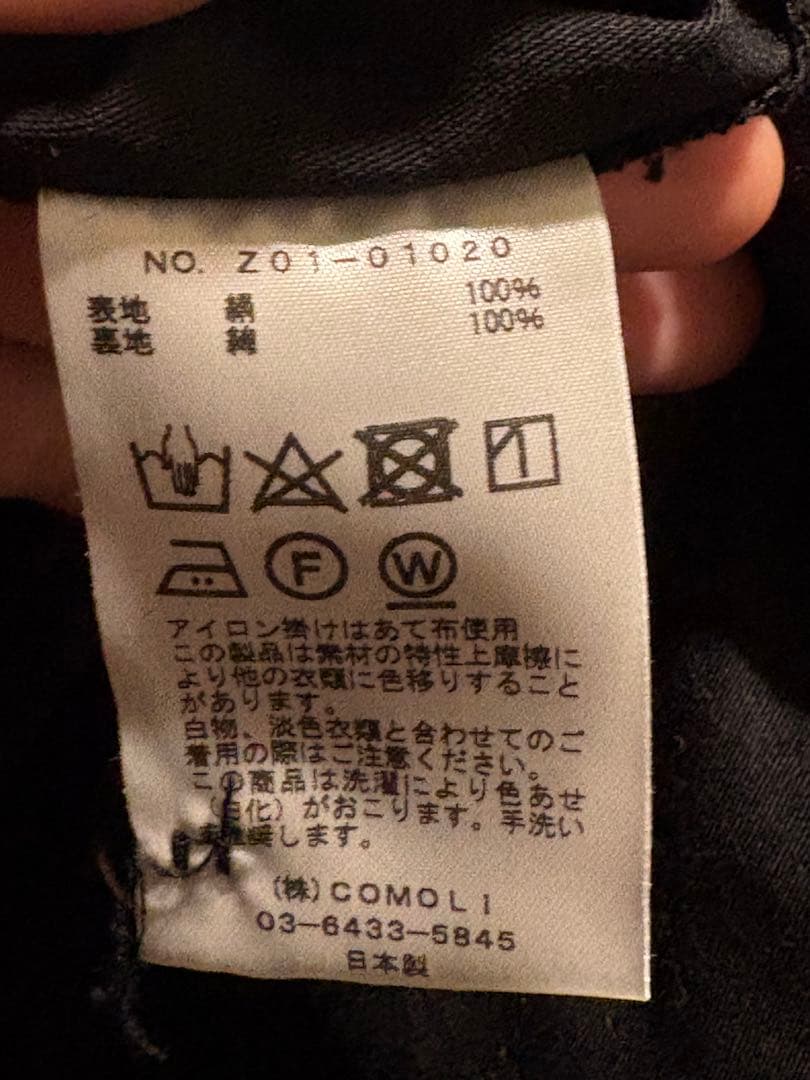 NO. Z01-01020
表地 絹 100%
裏地 綿 100%
F W
アイロン掛けはあて布使用
この製品は素材の特性上摩擦に
より他の衣類に色移りすること
があります。
白物、淡色衣類と合わせてのご
着用の際はご注意ください。
この商品は洗濯により色あせ
(白化)がおこります。手洗い
します。
(株)COMOLI
03-6433-5845
日本製